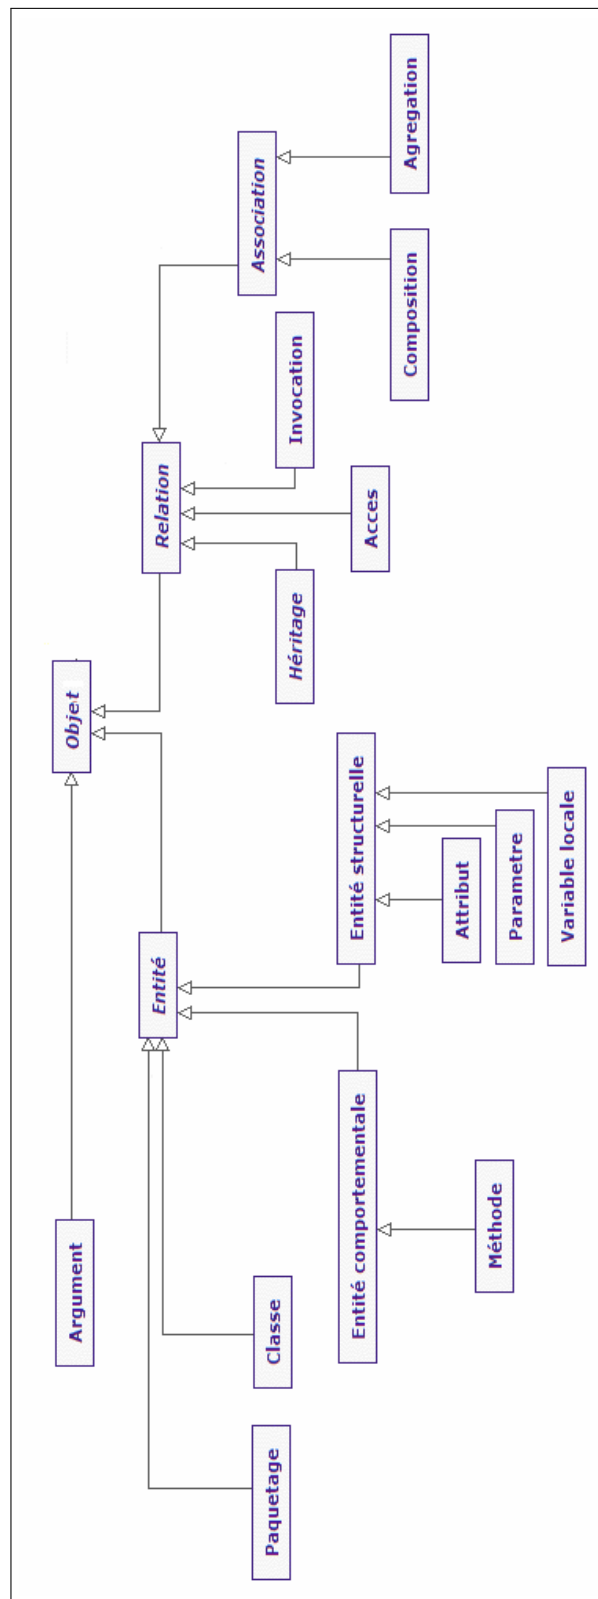 Objet
Argument
Entité
Relation
Association
Paquetage
Classe
Héritage
Invocation
Entité comportementale
Entité structurelle
Acces
Composition
Agregation
Méthode
Attribut
Parametre
Variable locale